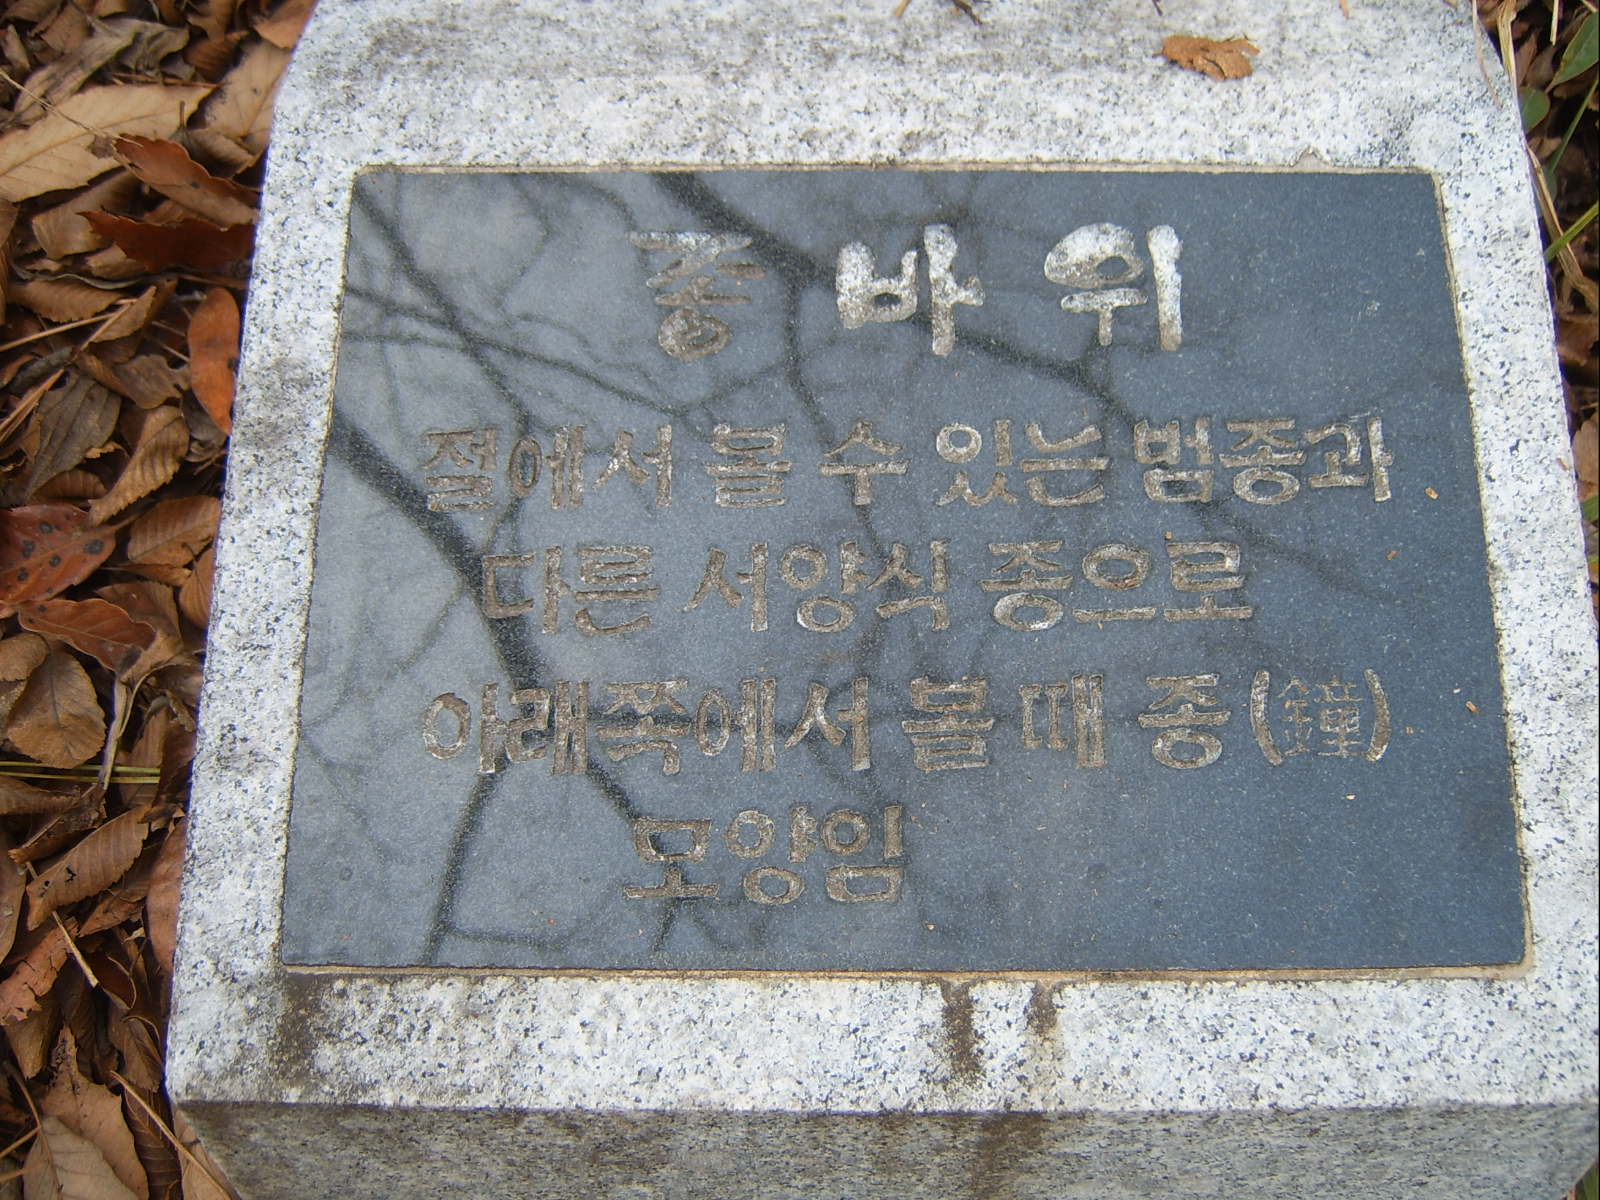 종 바 위
절에서 볼 수 있는 범종과
다른 서양식 종으로
아래쪽에서 볼 때 종(鐘)
모양임